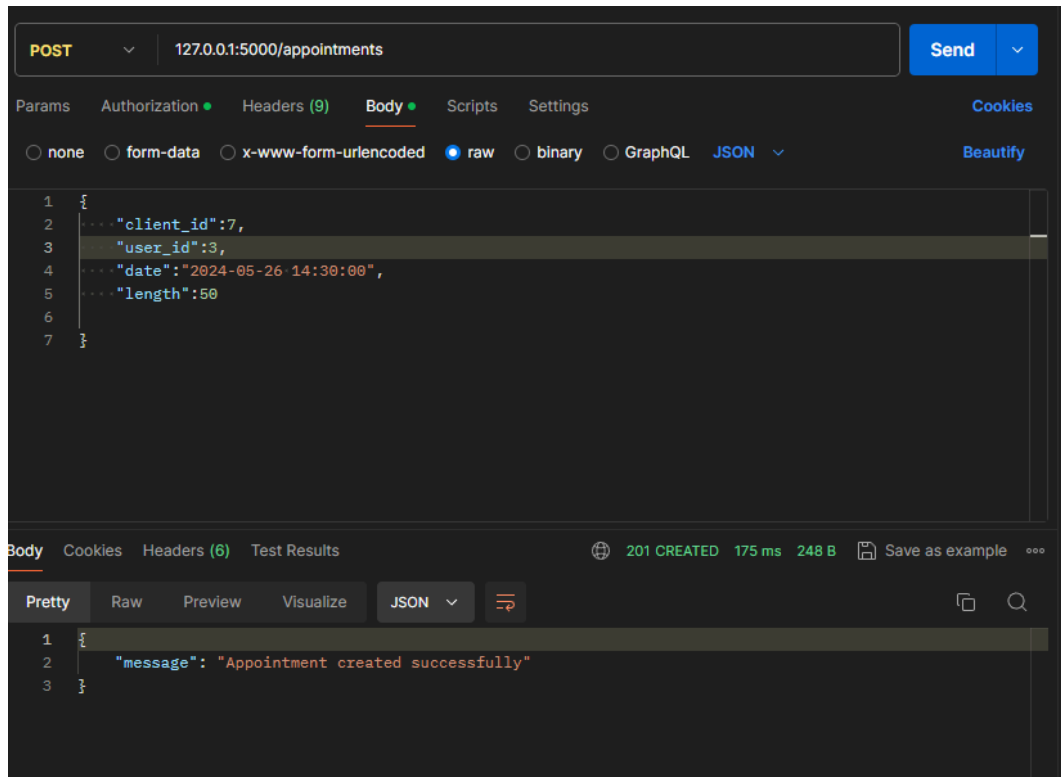 POST 127.0.0.1:5000/appointments Send
Params Authorization Headers (9) Body Scripts Settings Cookies
none form-data x-www-form-urlencoded raw binary GraphQL JSON Beautify
1 {
2 "client_id":7,
3 "user_id":3,
4 "date":"2024-05-26 14:30:00",
5 "length":50
6
7 }
Body Cookies Headers (6) Test Results 201 CREATED 175 ms 248 B Save as example
Pretty Raw Preview Visualize JSON
1 {
2 "message": "Appointment created successfully"
3 }